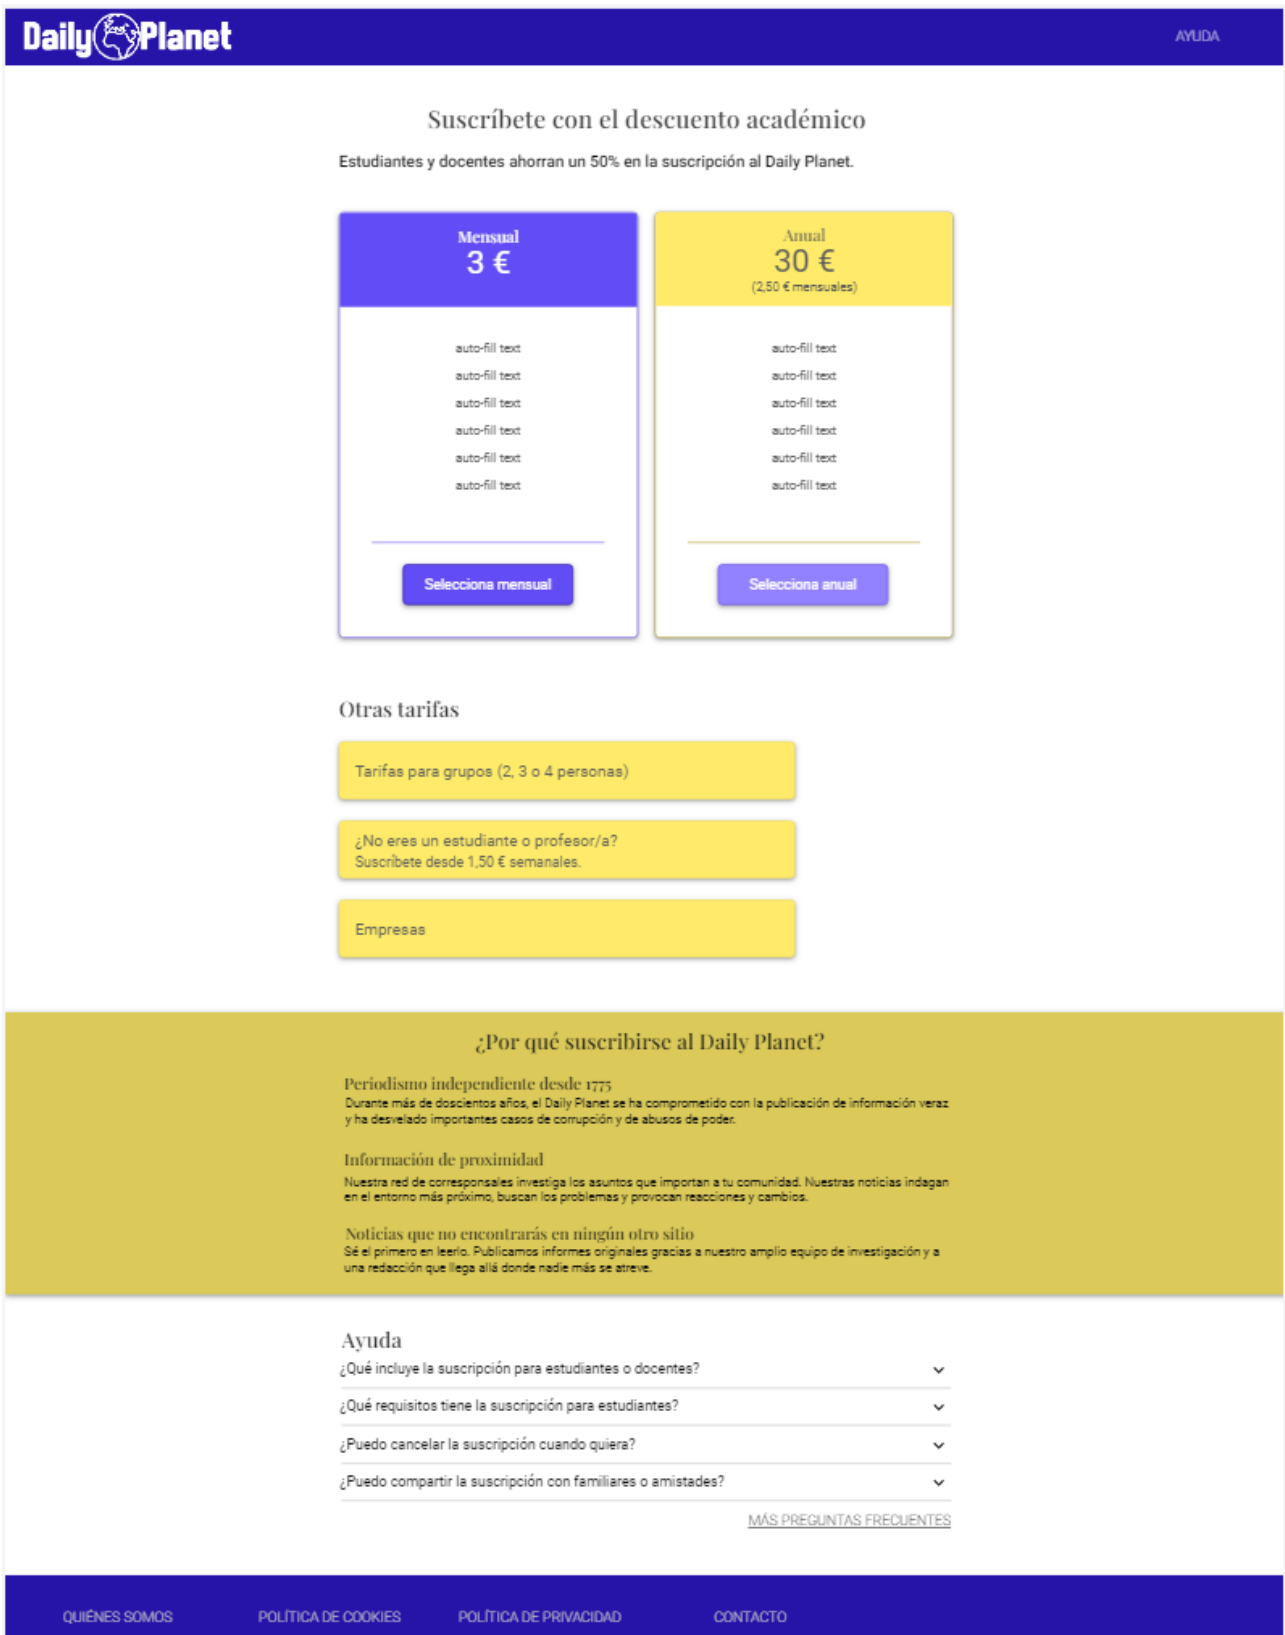 Daily Planet
AYUDA
Suscríbete con el descuento académico
Estudiantes y docentes ahorran un 50% en la suscripción al Daily Planet.
Mensual
3 €
auto-fill text
auto-fill text
auto-fill text
auto-fill text
auto-fill text
auto-fill text
Selecciona mensual
Anual
30 €
(2,50 € mensuales)
auto-fill text
auto-fill text
auto-fill text
auto-fill text
auto-fill text
auto-fill text
Selecciona anual
Otras tarifas
Tarifas para grupos (2, 3 o 4 personas)
¿No eres un estudiante o profesor/a?
Suscríbete desde 1,50 € semanales.
Empresas
¿Por qué suscribirse al Daily Planet?
Periodismo independiente desde 1775
Durante más de doscientos años, el Daily Planet se ha comprometido con la publicación de información veraz
y ha desvelado importantes casos de corrupción y de abusos de poder.
Información de proximidad
Nuestra red de corresponsales investiga los asuntos que importan a tu comunidad. Nuestras noticias indagan
en el entorno más próximo, buscan los problemas y provocan reacciones y cambios.
Noticias que no encontrarás en ningún otro sitio
Sé el primero en leerlo. Publicamos informes originales gracias a nuestro amplio equipo de investigación y a
una redacción que llega allá donde nadie más se atreve.
Ayuda
¿Qué incluye la suscripción para estudiantes o docentes?
¿Qué requisitos tiene la suscripción para estudiantes?
¿Puedo cancelar la suscripción cuando quiera?
¿Puedo compartir la suscripción con familiares o amistades?
MÁS PREGUNTAS FRECUENTES
QUIÉNES SOMOS
POLÍTICA DE COOKIES
POLÍTICA DE PRIVACIDAD
CONTACTO